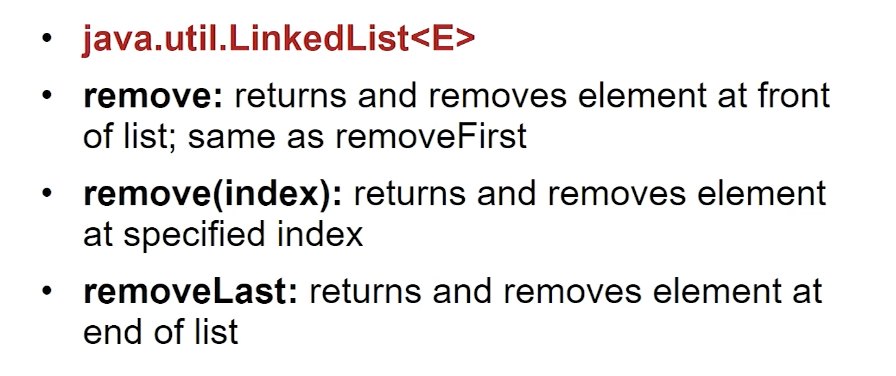 • java.util.LinkedList<E>
• remove: returns and removes element at front
of list; same as removeFirst
• remove(index): returns and removes element
at specified index
• removeLast: returns and removes element at
end of list